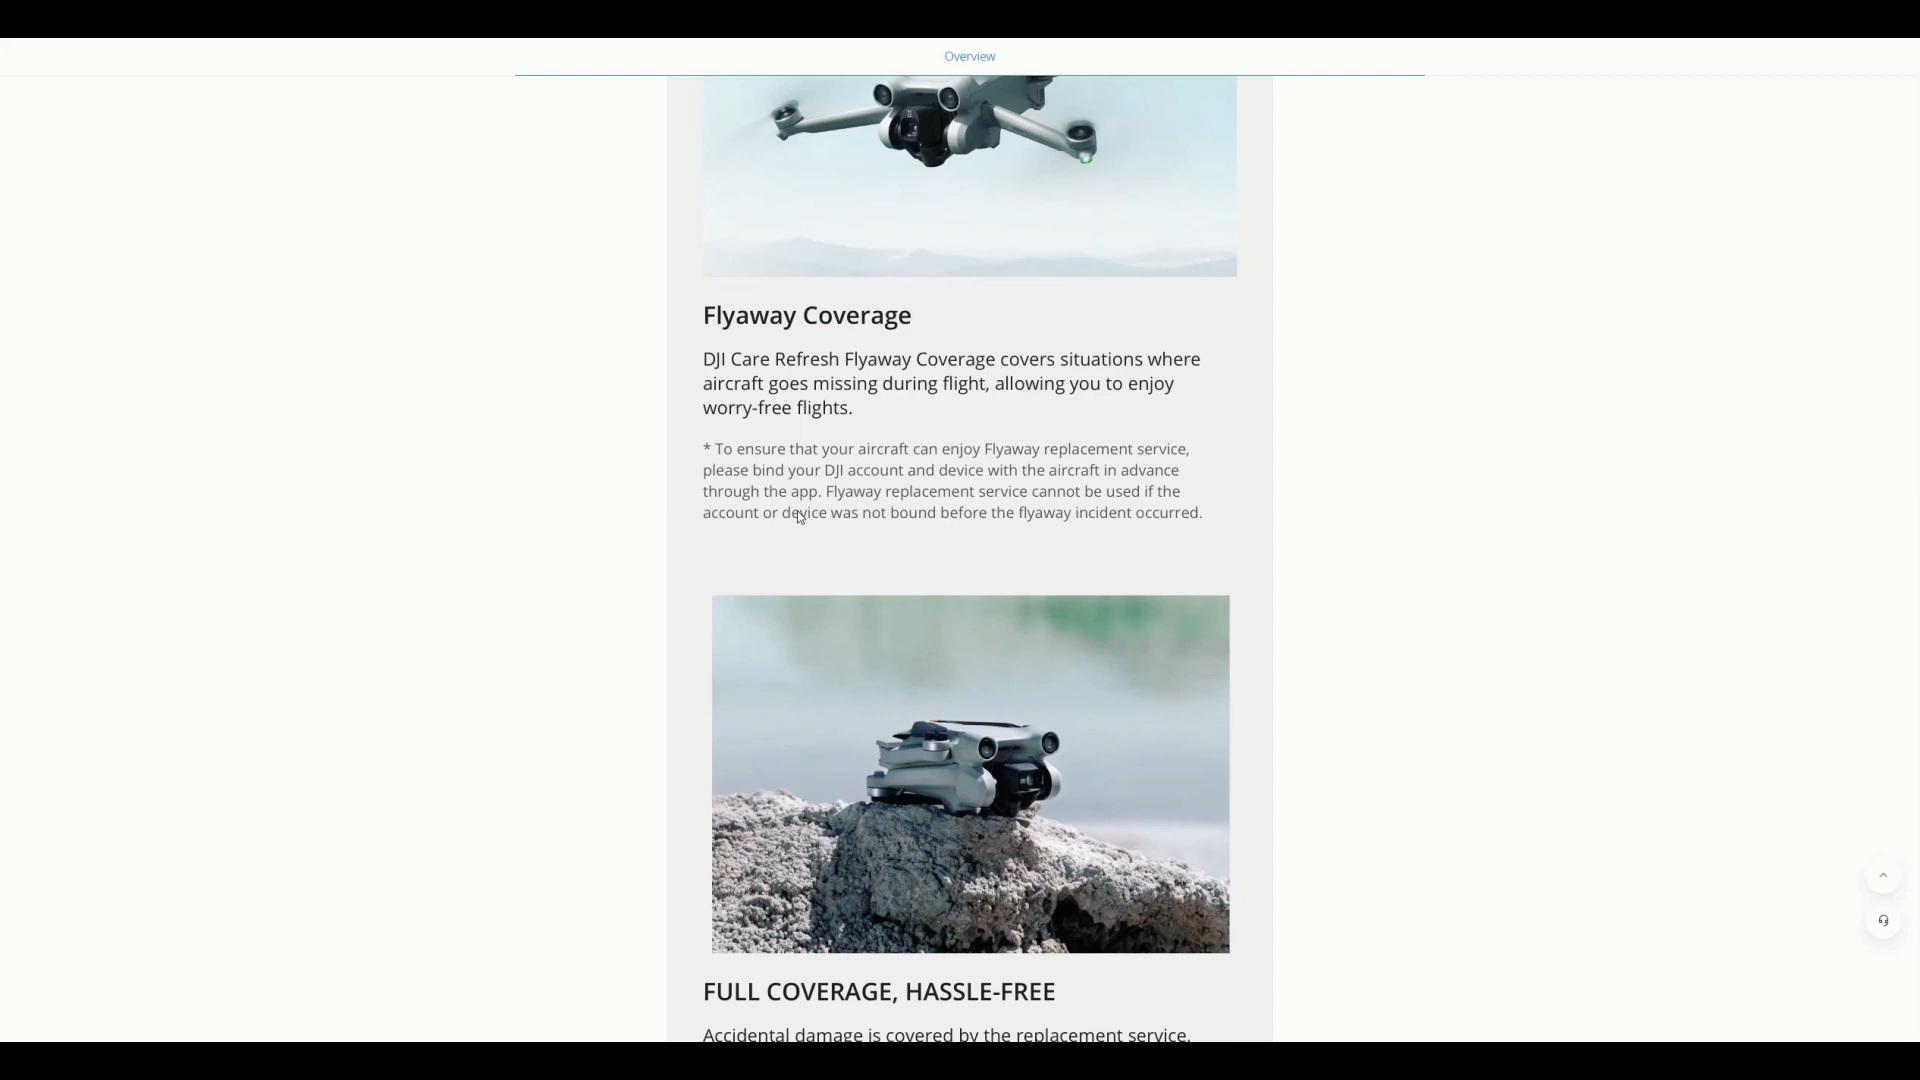 Overview
Flyaway Coverage
DJI Care Refresh Flyaway Coverage covers situations where
aircraft goes missing during flight, allowing you to enjoy
worry-free flights.
* To ensure that your aircraft can enjoy Flyaway replacement service,
please bind your DJI account and device with the aircraft in advance
through the app. Flyaway replacement service cannot be used if the
account or device was not bound before the flyaway incident occurred.
FULL COVERAGE, HASSLE-FREE
Accidental damage is covered by the replacement service,